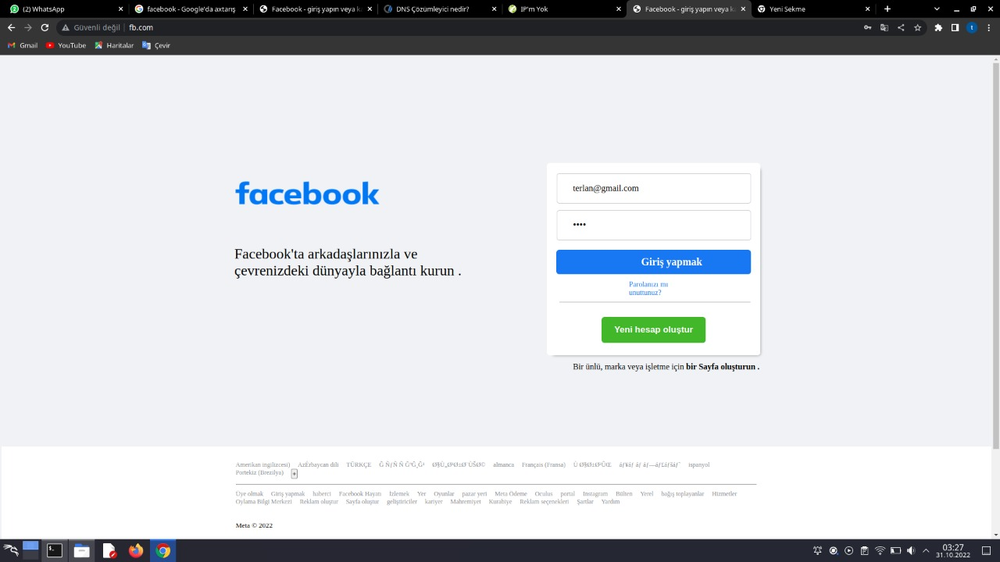 (2) WhatsApp
facebook - Google'da axtarış
Facebook - giriş yapın veya k
DNS Çözümleyici nedir?
IP'm Yok
Facebook - giriş yapın veya k
Yeni Sekme
Güvenli değil | fb.com
Gmail YouTube Haritalar Çevir
facebook
Facebook'ta arkadaşlarınızla ve
çevrenizdeki dünyayla bağlantı kurun .
terlan@gmail.com
••••
Giriş yapmak
Parolanızı mı
unuttunuz?
Yeni hesap oluştur
Bir ünlü, marka veya işletme için bir Sayfa oluşturun .
Amerikan ingilizcesi) AzÉrbaycan dili TÜRKÇE almanca Français (Fransa) ispanyol
Portekiz (Brezilya) +
Üye olmak Giriş yapmak haberci Facebook Hayatı İzlemek Yer Oyunlar pazar yeri Meta Ödeme Oculus portal Instagram Bülten Yerel bağış toplayanlar Hizmetler
Oylama Bilgi Merkezi Reklam oluştur Sayfa oluştur geliştiriciler kariyer Mahremiyet Kurabiye Reklam seçenekleri Şartlar Yardım
Meta © 2022
03:27
31.10.2022